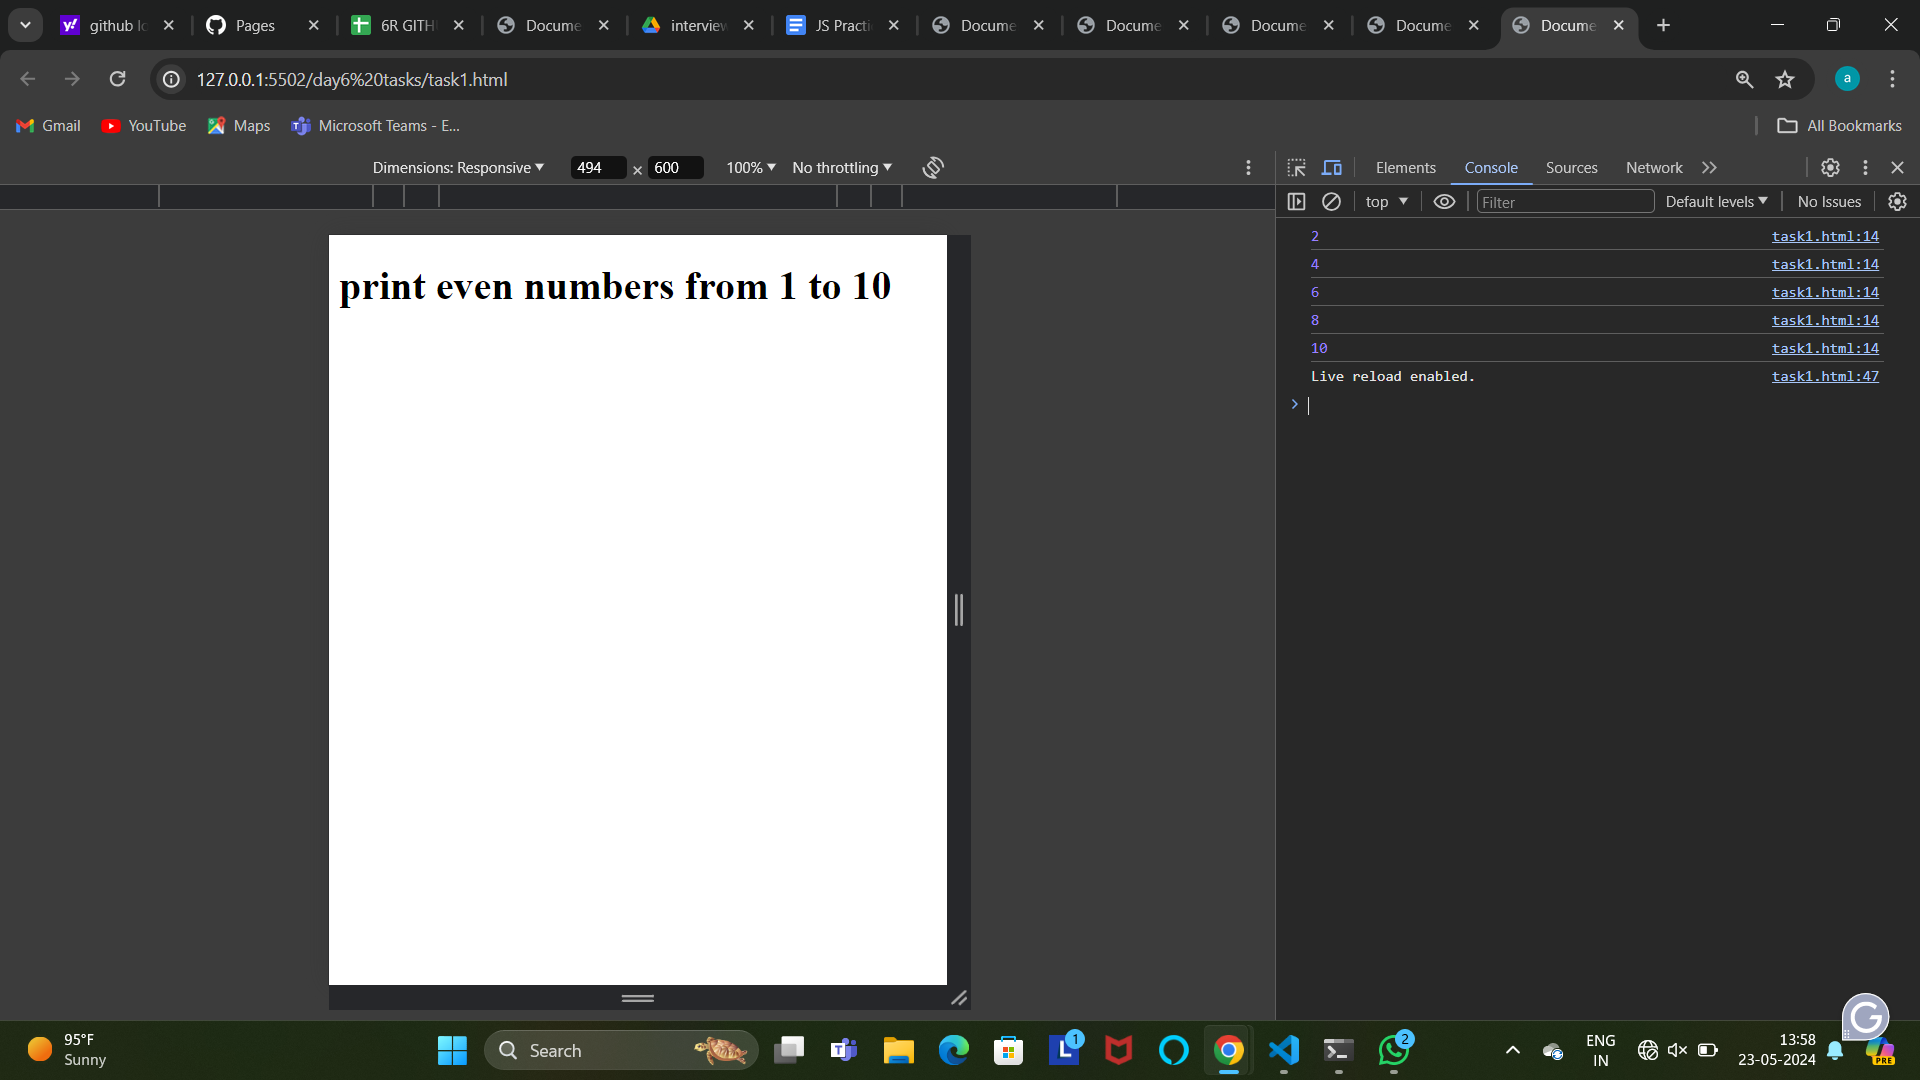 github lo
Pages
6R GITH
Docume
interview
JS Practi
Docume
Docume
Docume
Docume
Docume
127.0.0.1:5502/day6%20tasks/task1.html
a
Gmail
YouTube
Maps
Microsoft Teams - E...
All Bookmarks
Dimensions: Responsive
494
×
600
100%
No throttling
Elements
Console
Sources
Network
top
Filter
Default levels
No Issues
print even numbers from 1 to 10
2 task1.html:14
4 task1.html:14
6 task1.html:14
8 task1.html:14
10 task1.html:14
Live reload enabled. task1.html:47
95°F
Sunny
Search
1
2
ENG
IN
13:58
23-05-2024
PRE